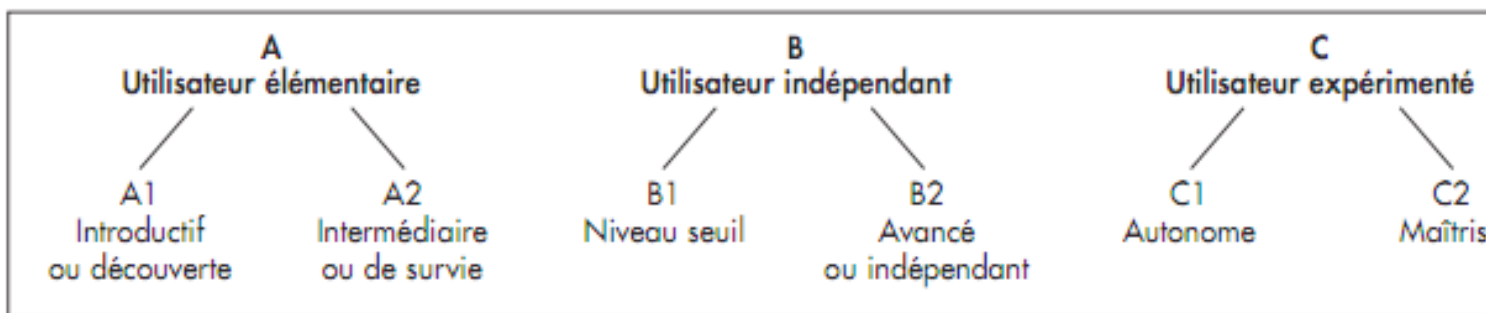 A
Utilisateur élémentaire
B
Utilisateur indépendant
C
Utilisateur expérimenté
A1
Introductif
ou découverte
A2
Intermédiaire
ou de survie
B1
Niveau seuil
B2
Avancé
ou indépendant
C1
Autonome
C2
Maîtris